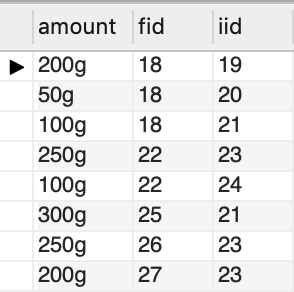 amount fid iid
200g 18 19
50g 18 20
100g 18 21
250g 22 23
100g 22 24
300g 25 21
250g 26 23
200g 27 23